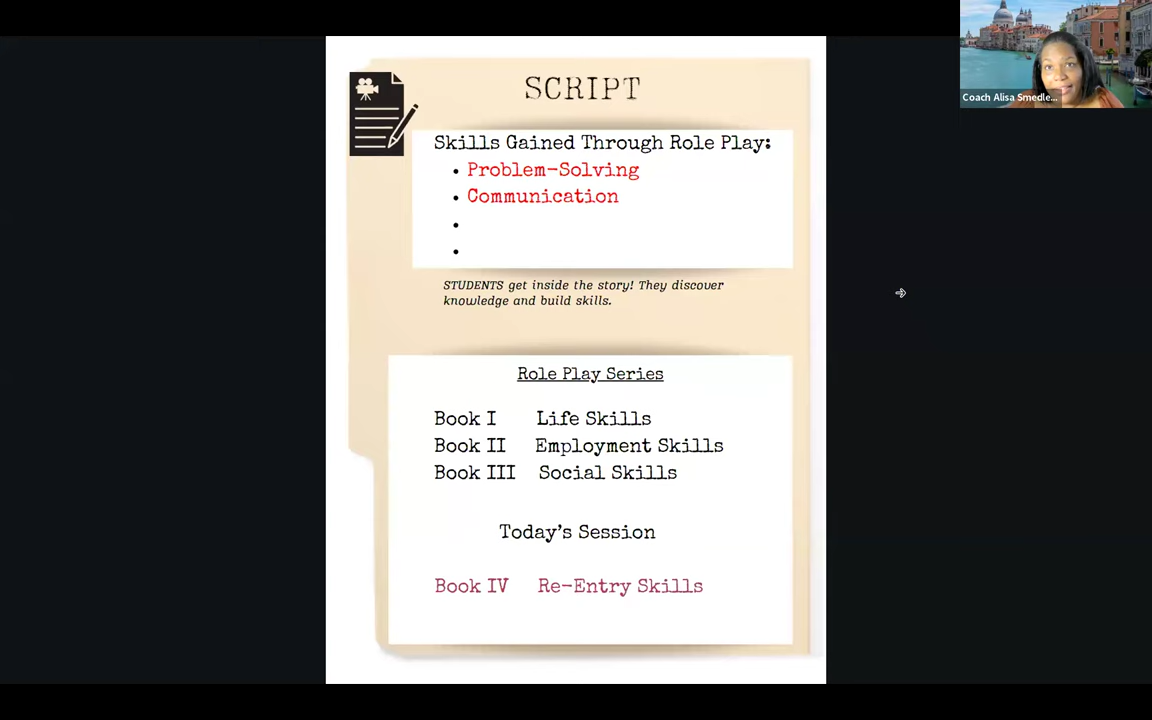 Coach Alisa Smedle...
SCRIPT
Skills Gained Through Role Play:
• Problem-Solving
• Communication
•
•
STUDENTS get inside the story! They discover
knowledge and build skills.
Role Play Series
Book I Life Skills
Book II Employment Skills
Book III Social Skills
Today's Session
Book IV Re-Entry Skills